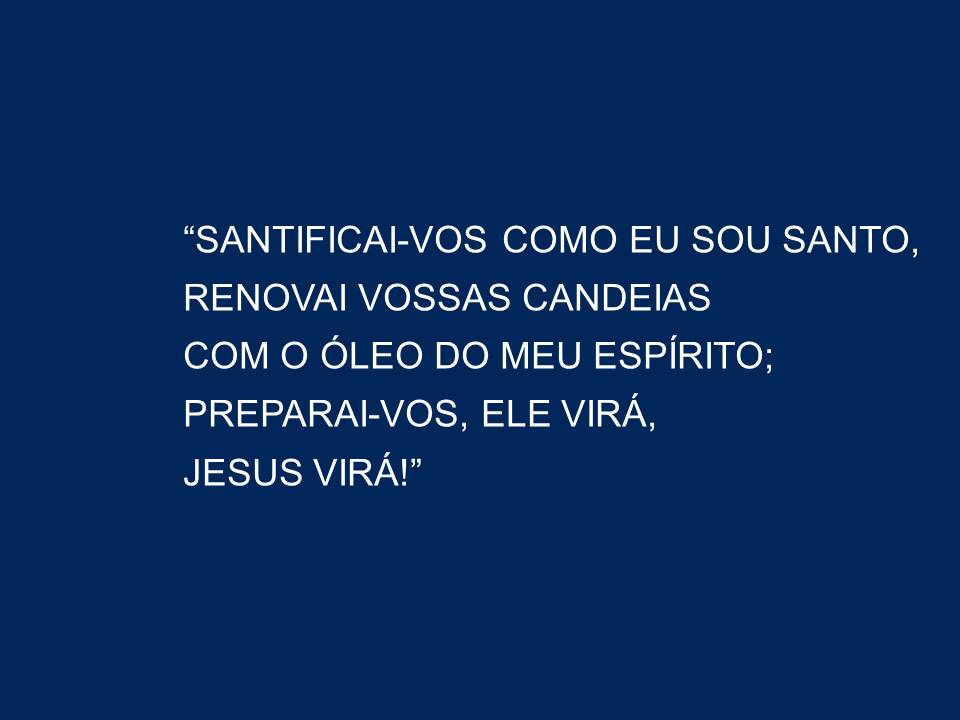 “SANTIFICAI-VOS COMO EU SOU SANTO,
RENOVAI VOSSAS CANDEIAS
COM O ÓLEO DO MEU ESPÍRITO;
PREPARAI-VOS, ELE VIRÁ,
JESUS VIRÁ!”